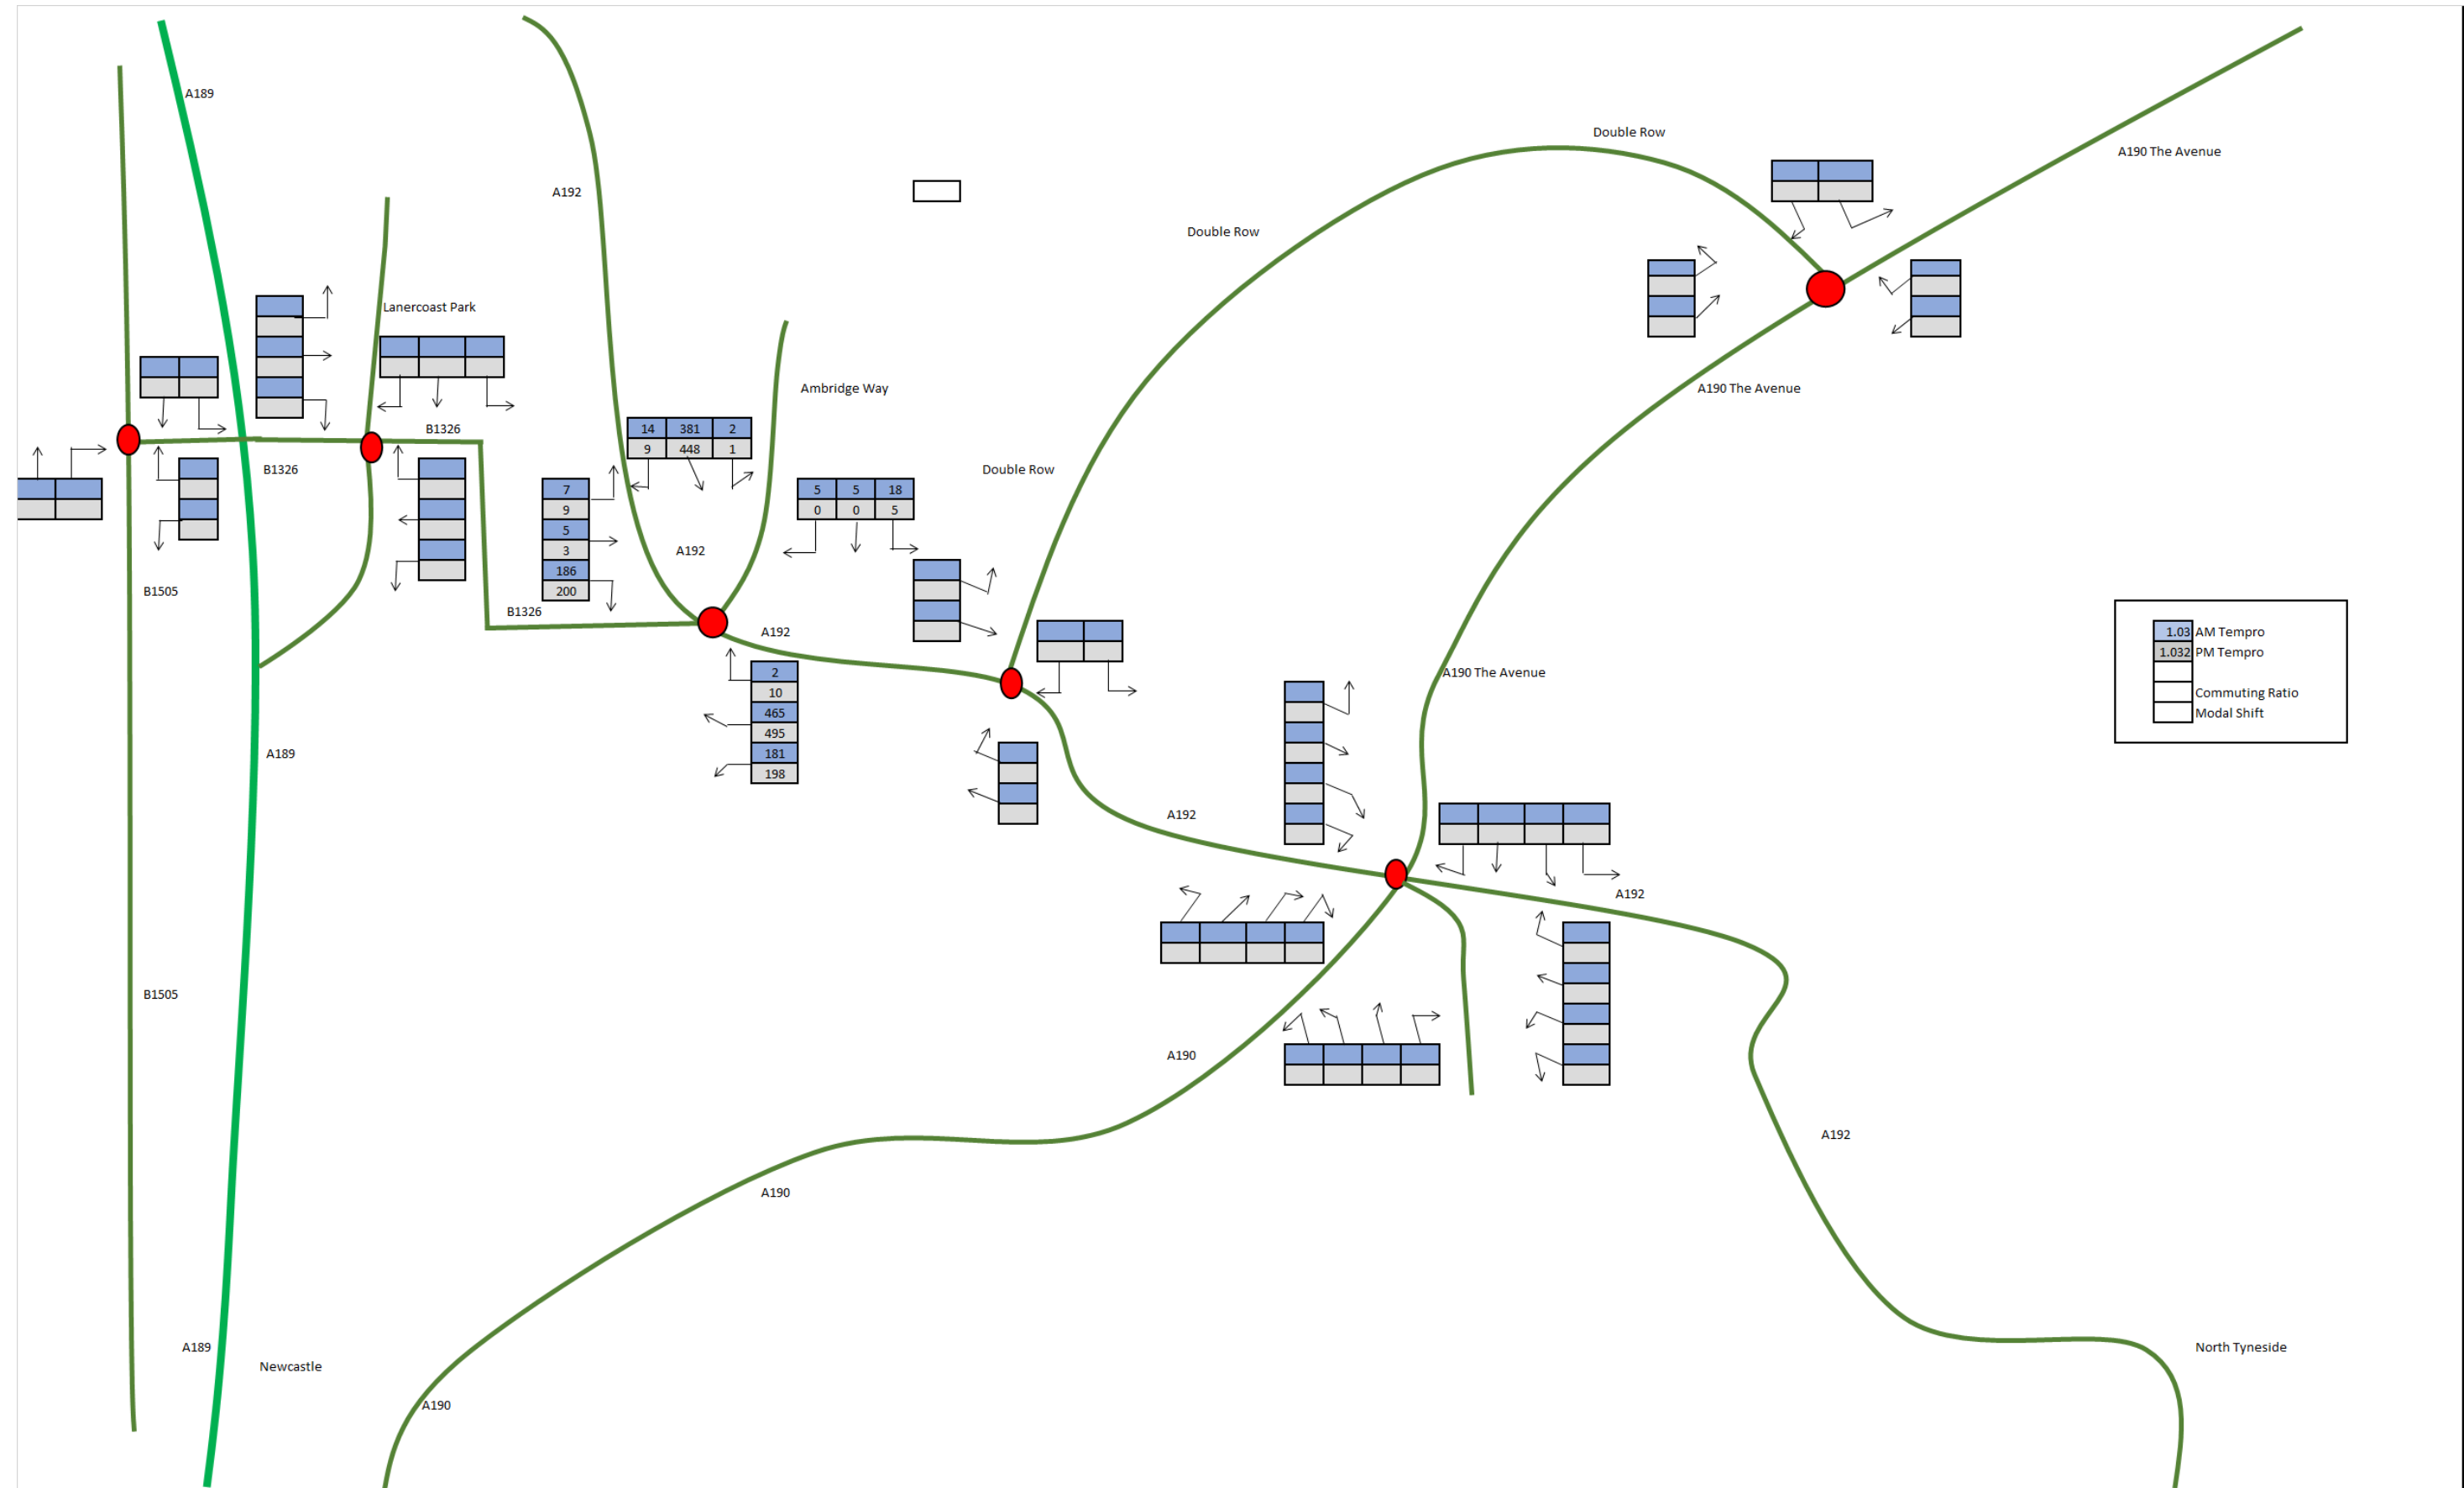 A189
Double Row
A190 The Avenue
A192
Double Row
Lanercoast Park
Ambridge Way
A190 The Avenue
B1326
14 381 2
9 448 1
B1326
Double Row
7
9
5
3
186
200
5 5 18
0 0 5
A192
B1505
B1326
A192
1.03 AM Tempro
1.032 PM Tempro
Commuting Ratio
Modal Shift
2
10
465
495
181
198
A190 The Avenue
A189
A192
A192
B1505
A190
A192
A190
A189
Newcastle
North Tyneside
A190